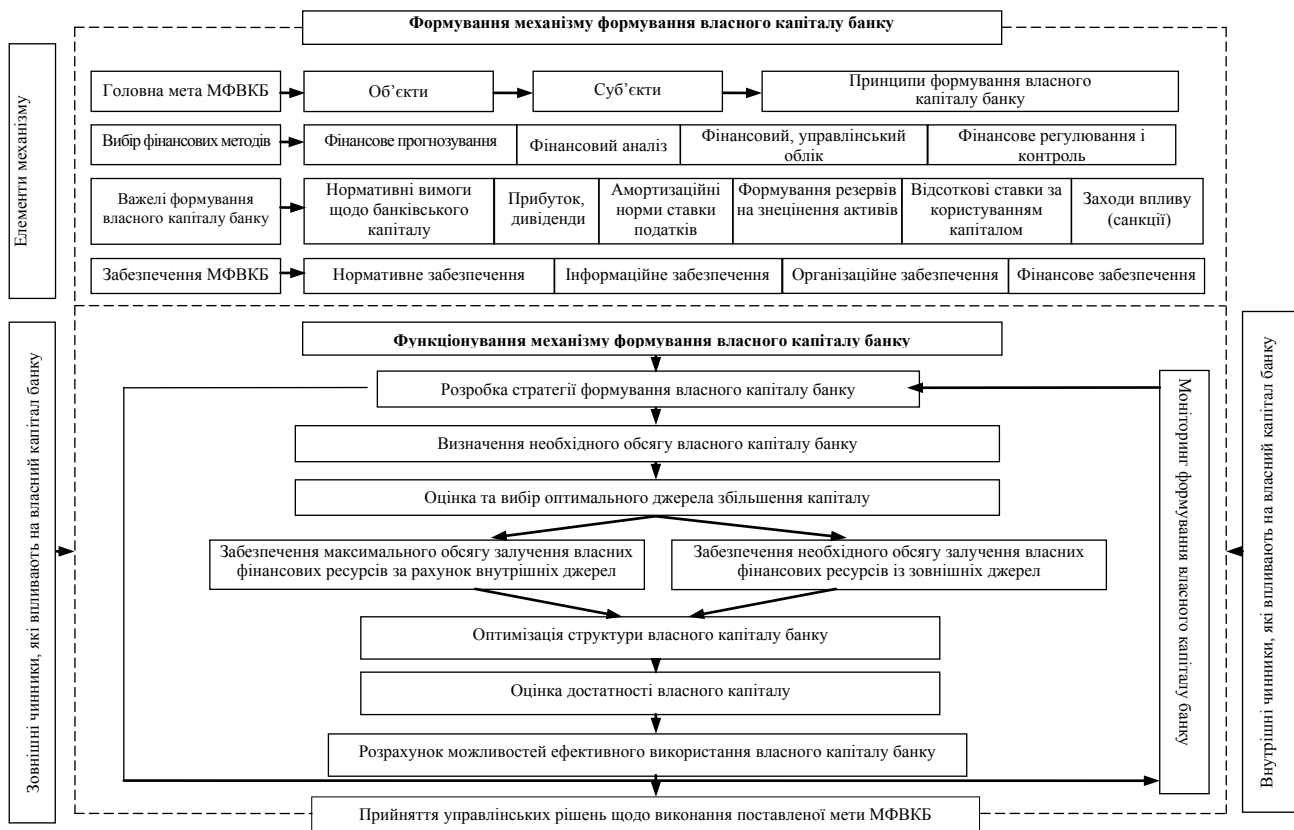 Формування механізму формування власного капіталу банку
Елементи механізму
Головна мета МФВКБ
Об’єкти
Суб’єкти
Принципи формування власного
капіталу банку
Вибір фінансових методів
Фінансове прогнозування
Фінансовий аналіз
Фінансовий, управлінський
облік
Фінансове регулювання і
контроль
Важелі формування
власного капіталу банку
Нормативні вимоги
щодо банківського
капіталу
Прибуток,
дивіденди
Амортизаційні
норми ставки
податків
Формування резервів
на знецінення активів
Відсоткові ставки за
користуванням
капіталом
Заходи впливу
(санкції)
Забезпечення МФВКБ
Нормативне забезпечення
Інформаційне забезпечення
Організаційне забезпечення
Фінансове забезпечення
Зовнішні чинники, які впливають на власний капітал банку
Функціонування механізму формування власного капіталу банку
Розробка стратегії формування власного капіталу банку
Визначення необхідного обсягу власного капіталу банку
Оцінка та вибір оптимального джерела збільшення капіталу
Забезпечення максимального обсягу залучення власних
фінансових ресурсів за рахунок внутрішніх джерел
Забезпечення необхідного обсягу залучення власних
фінансових ресурсів із зовнішніх джерел
Оптимізація структури власного капіталу банку
Оцінка достатності власного капіталу
Розрахунок можливостей ефективного використання власного капіталу банку
Прийняття управлінських рішень щодо виконання поставленої мети МФВКБ
Моніторинг формування власного капіталу банку
Внутрішні чинники, які впливають на власний капітал банку